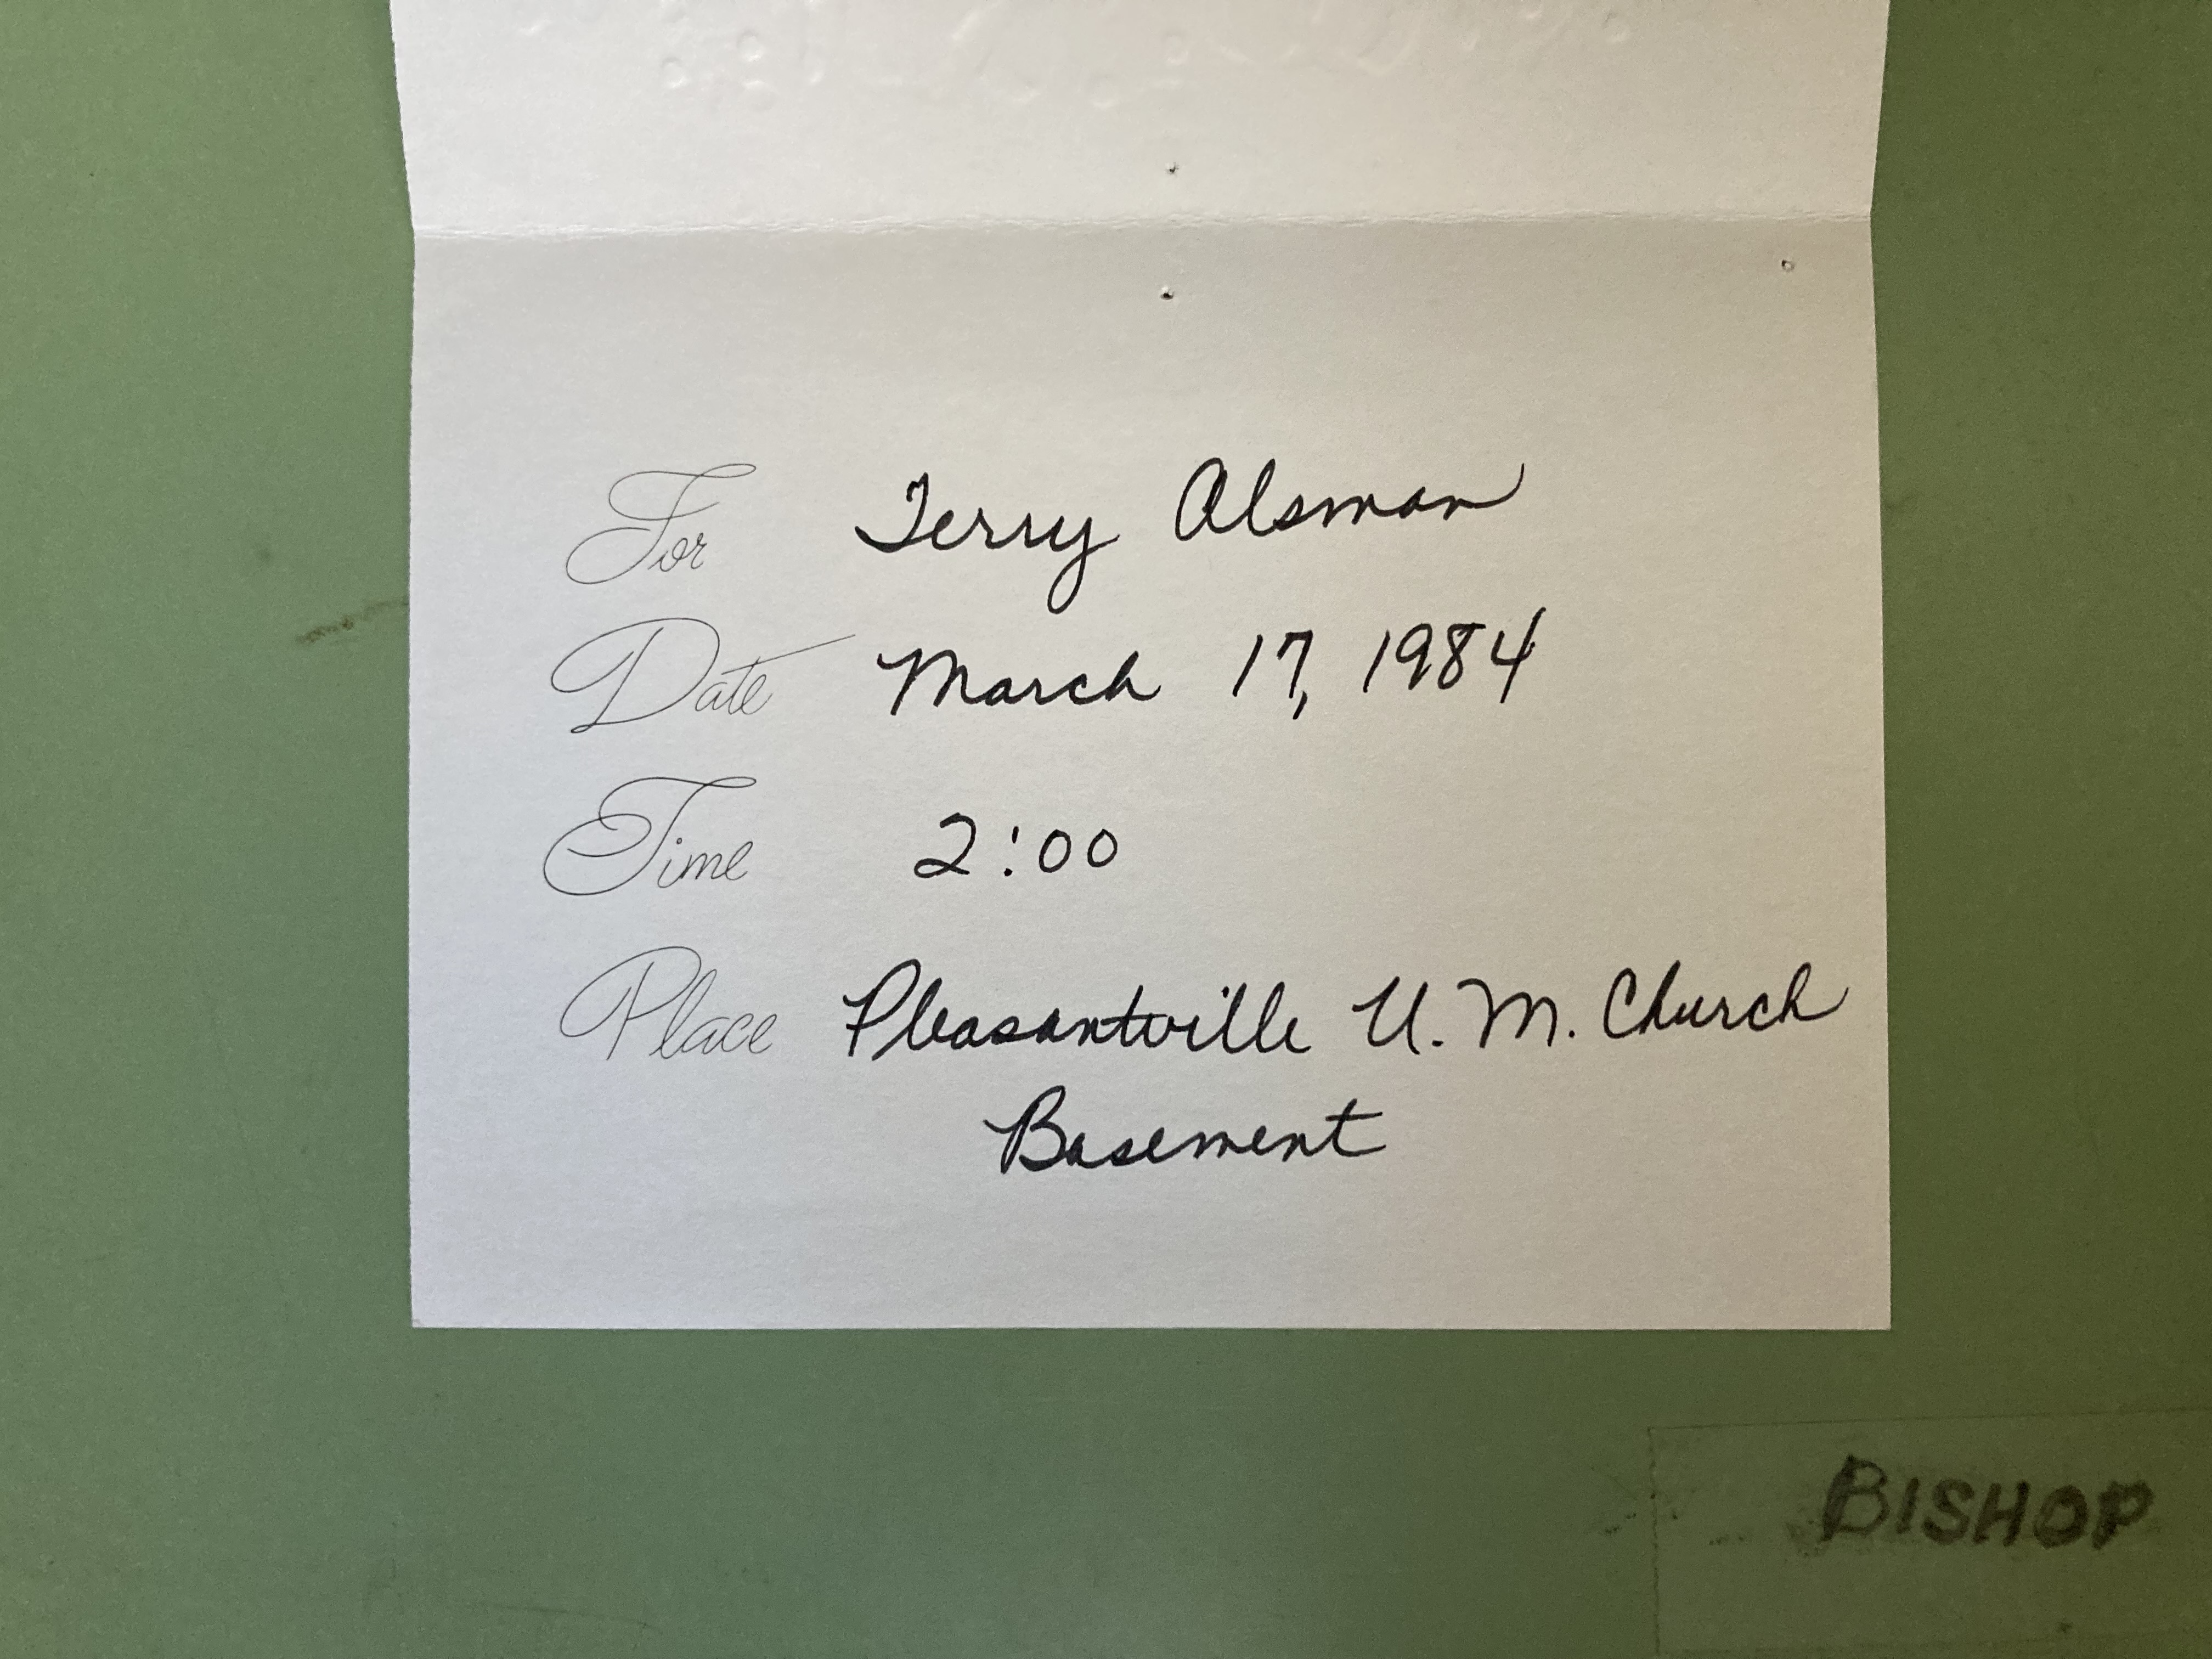 For Terry Alsman
Date March 17, 1984
Time 2:00
Place Pleasantville U. M. Church
Basement
BISHOP